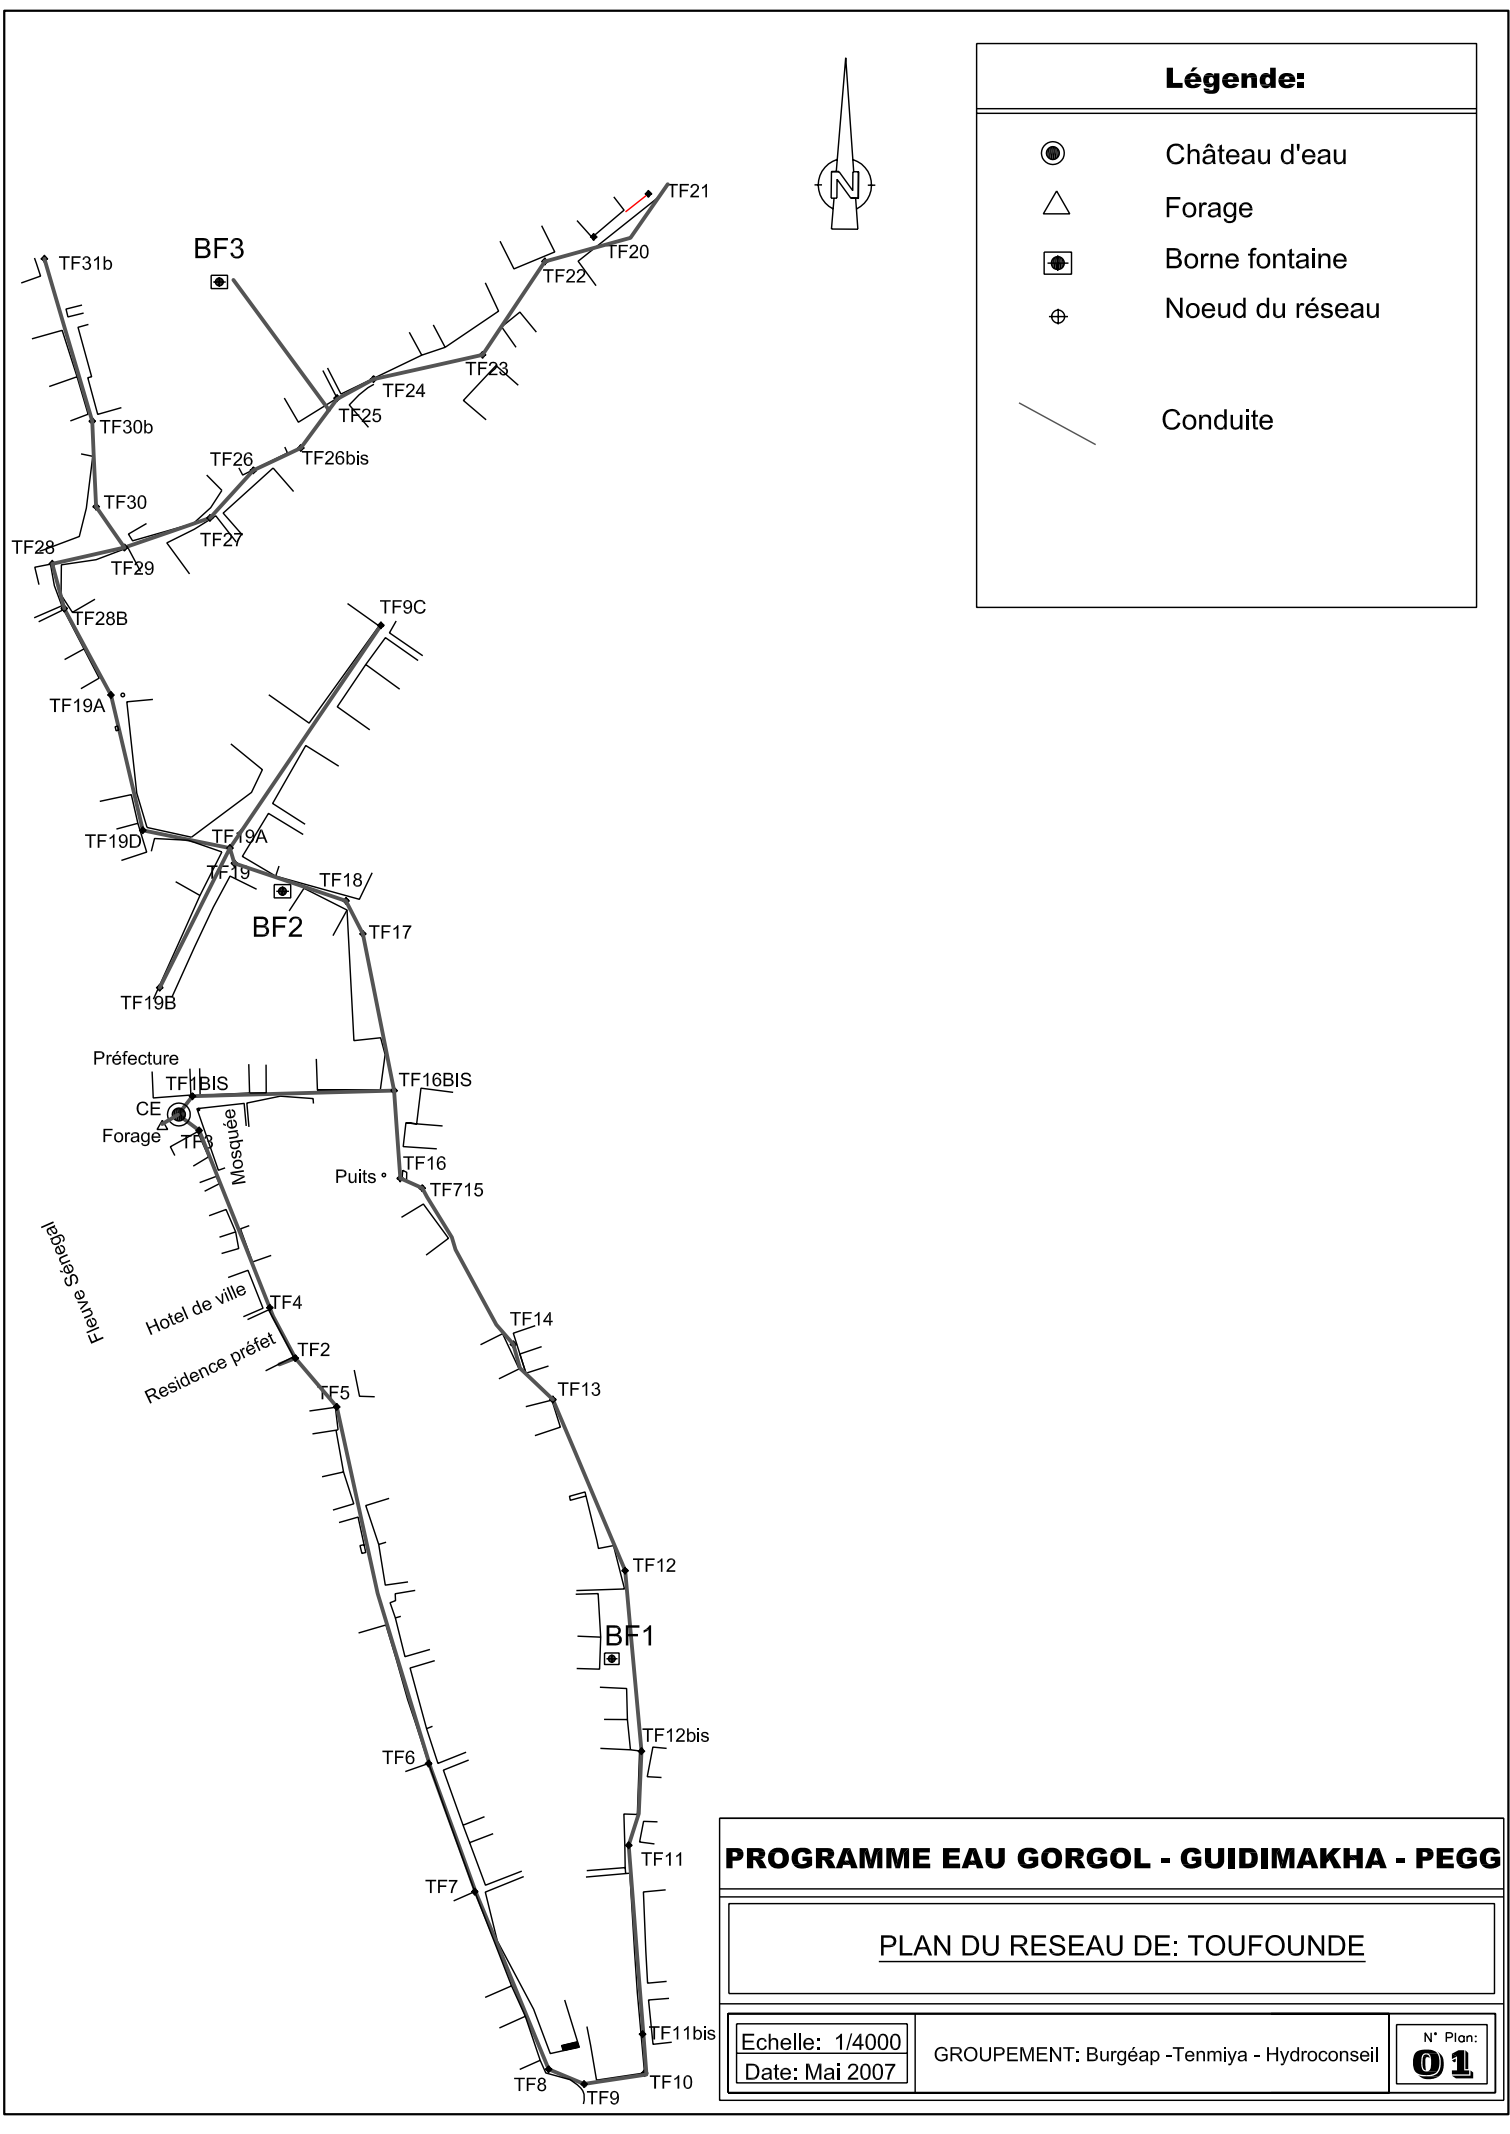 Légende:
Château d'eau
Forage
Borne fontaine
Noeud du réseau
Conduite
N
TF21
TF20
TF22
BF3
TF31b
TF23
TF24
TF25
TF30b
TF26
TF26bis
TF30
TF27
TF28
TF29
TF28B
TF9C
TF19A
TF19D
TF19A
TF19
TF18
BF2
TF17
TF19B
Préfecture
TF1BIS
TF16BIS
CE
Forage
TF3
Mosquée
TF16
Puits
TF715
Fleuve Sénegal
Hotel de ville
TF4
TF14
Residence préfet
TF2
TF5
TF13
TF12
BF1
TF12bis
TF6
TF11
TF7
TF11bis
TF8
TF9
TF10
PROGRAMME EAU GORGOL - GUIDIMAKHA - PEGG
PLAN DU RESEAU DE: TOUFOUNDE
Echelle: 1/4000
Date: Mai 2007
GROUPEMENT: Burgéap -Tenmiya - Hydroconseil
N° Plan:
01